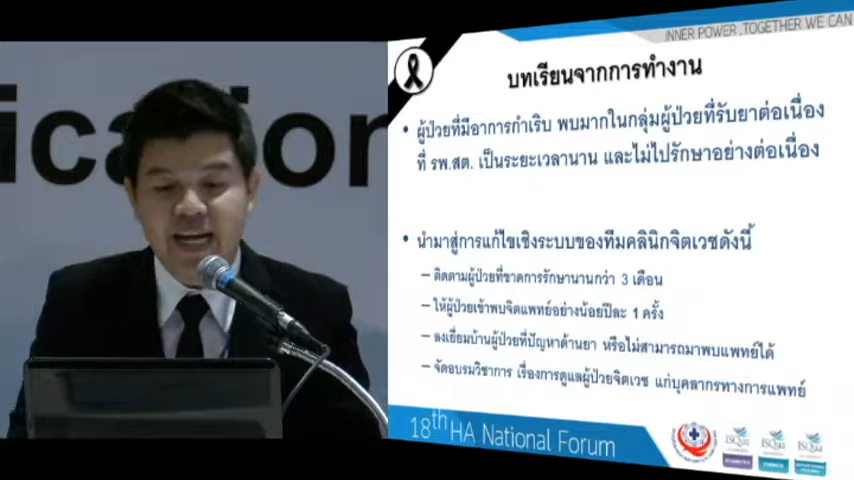 ication
INNER POWER ,TOGETHER WE CAN
บทเรียนจากการทำงาน
• ผู้ป่วยที่มีอาการกำเริบ พบมากในกลุ่มผู้ป่วยที่รับยาต่อเนื่อง
ที่ รพ.สต. เป็นระยะเวลานาน และไม่ไปรักษาอย่างต่อเนื่อง
• นำมาสู่การแก้ไขเชิงระบบของทีมคลินิกจิตเวชดังนี้
– ติดตามผู้ป่วยที่ขาดการรักษานานกว่า 3 เดือน
– ให้ผู้ป่วยเข้าพบจิตแพทย์อย่างน้อยปีละ 1 ครั้ง
– ลงเยี่ยมบ้านผู้ป่วยที่ปัญหาด้านยา หรือไม่สามารถมาพบแพทย์ได้
– จัดอบรมวิชาการ เรื่องการดูแลผู้ป่วยจิตเวช แก่บุคลากรทางการแพทย์
18th HA National Forum
ISQua ISQua ISQua